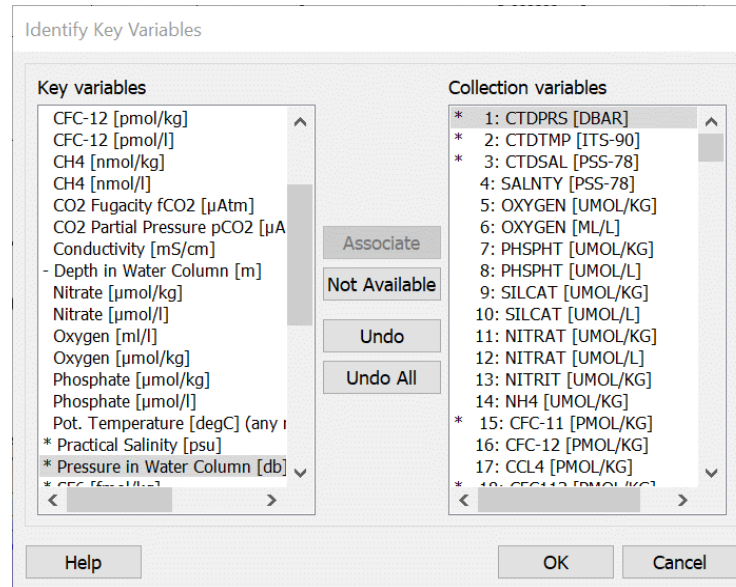 Identify Key Variables
Key variables
CFC-12 [pmol/kg]
CFC-12 [pmol/l]
CH4 [nmol/kg]
CH4 [nmol/l]
CO2 Fugacity fCO2 [µAtm]
CO2 Partial Pressure pCO2 [µA
Conductivity [mS/cm]
- Depth in Water Column [m]
Nitrate [µmol/kg]
Nitrate [µmol/l]
Oxygen [ml/l]
Oxygen [µmol/kg]
Phosphate [µmol/kg]
Phosphate [µmol/l]
Pot. Temperature [degC] (any r
* Practical Salinity [psu]
* Pressure in Water Column [db]
Associate
Not Available
Undo
Undo All
Collection variables
* 1: CTDPRS [DBAR]
* 2: CTDTMP [ITS-90]
* 3: CTDSAL [PSS-78]
4: SALNTY [PSS-78]
5: OXYGEN [UMOL/KG]
6: OXYGEN [ML/L]
7: PHSPHT [UMOL/KG]
8: PHSPHT [UMOL/L]
9: SILCAT [UMOL/KG]
10: SILCAT [UMOL/L]
11: NITRAT [UMOL/KG]
12: NITRAT [UMOL/L]
13: NITRIT [UMOL/KG]
14: NH4 [UMOL/KG]
* 15: CFC-11 [PMOL/KG]
16: CFC-12 [PMOL/KG]
17: CCL4 [PMOL/KG]
* 18: CFC113 [PMOL/KG]
Help
OK
Cancel